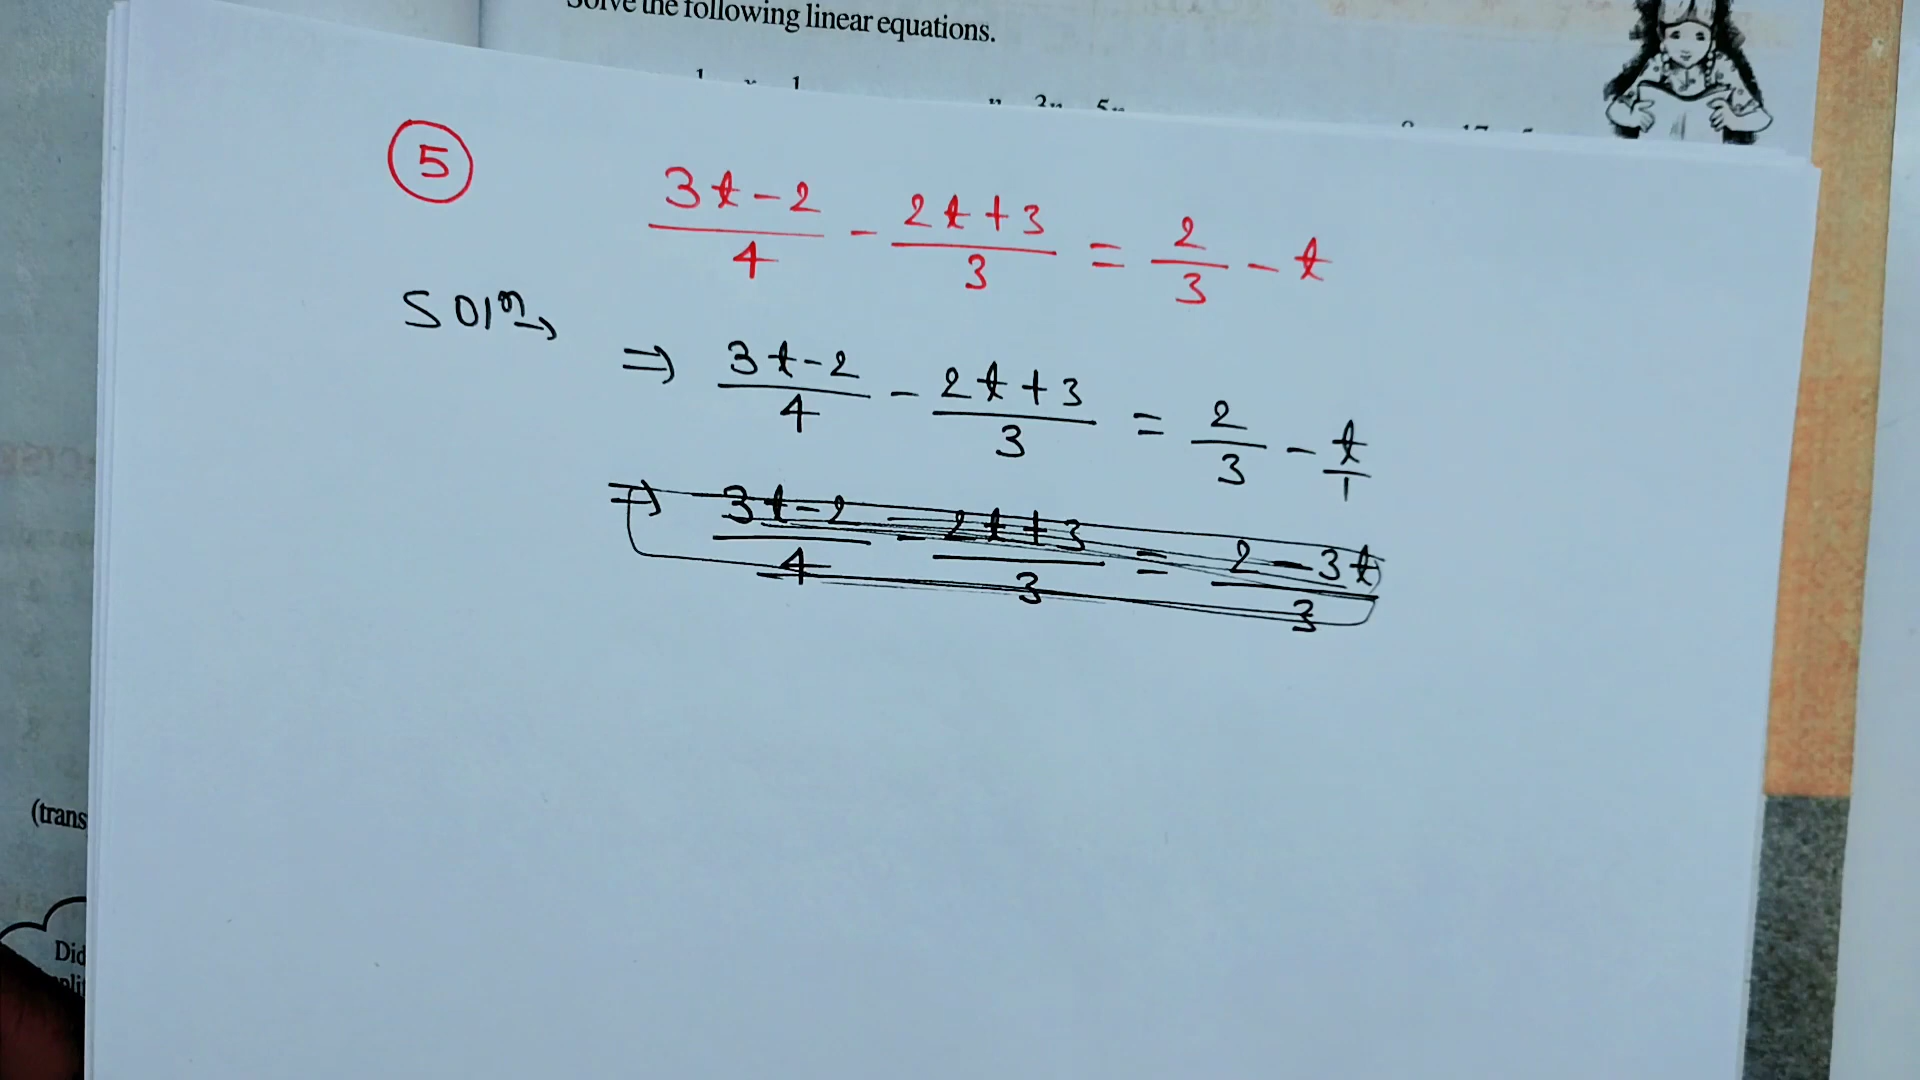 Solve the following linear equations.
5
(3t-2)/4 - (2t+3)/3 = 2/3 - t
Solⁿ→
⇒ (3t-2)/4 - (2t+3)/3 = 2/3 - t/1
⇒ (3t-2)/4 - (2t+3)/3 = (2-3t)/3
(trans
Did